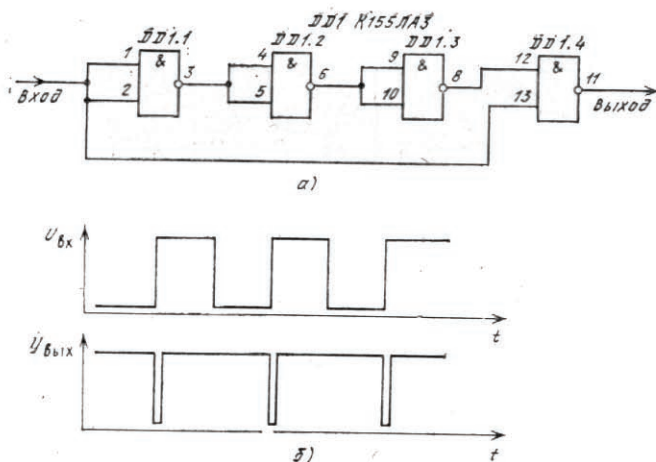 DD1 К155ЛА3
DD1.1 DD1.2 DD1.3 DD1.4
& & & &
1 3 4 6 9 8 12 11
2 5 10 13
Вход
Выход
а)
Uвх
t
Uвых
t
б)